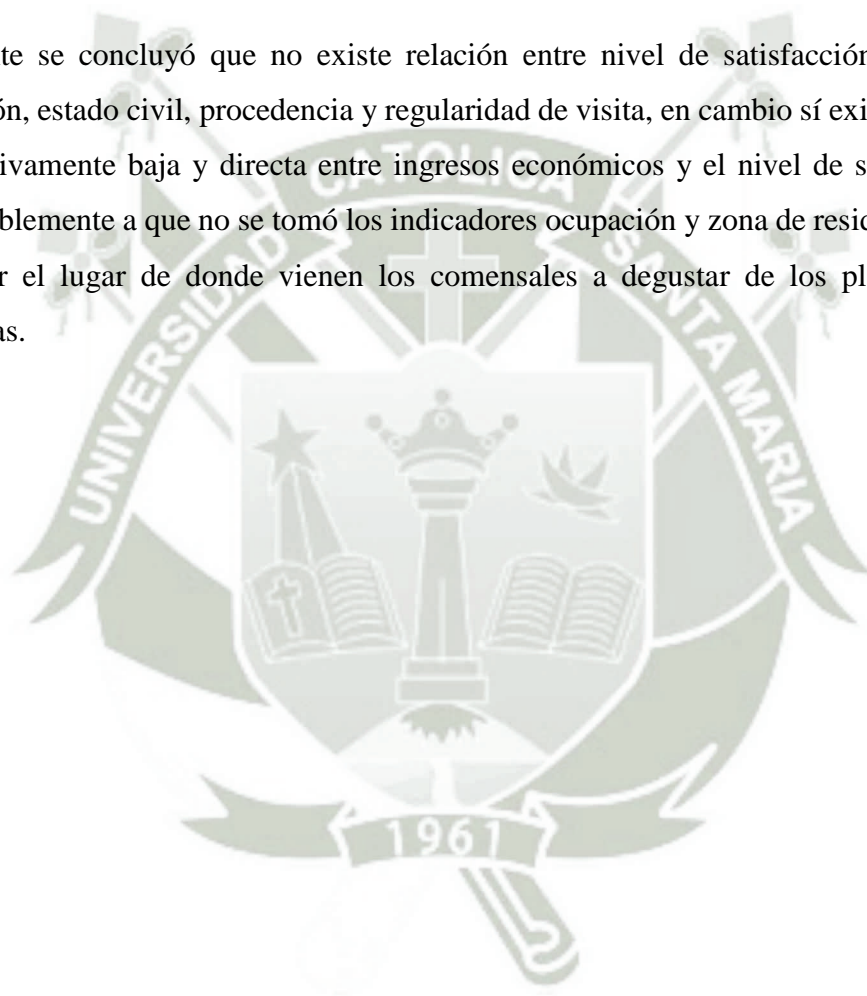 te se concluyó que no existe relación entre nivel de satisfacción
ón, estado civil, procedencia y regularidad de visita, en cambio sí exi
ivamente baja y directa entre ingresos económicos y el nivel de s
blemente a que no se tomó los indicadores ocupación y zona de resid
r el lugar de donde vienen los comensales a degustar de los pl
as.
UNIVERSIDAD CATOLICA SANTA MARIA
1961